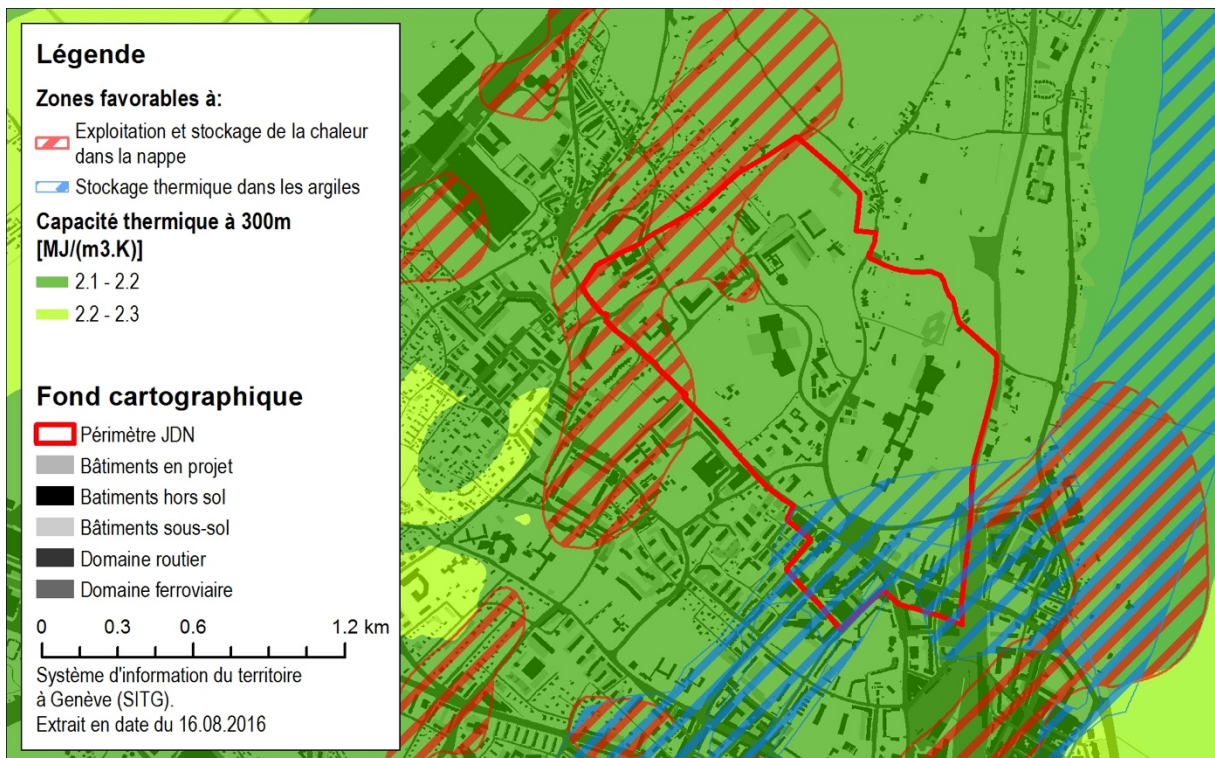 Légende
Zones favorables à:
Exploitation et stockage de la chaleur
dans la nappe
Stockage thermique dans les argiles
Capacité thermique à 300m
[MJ/(m3.K)]
2.1 - 2.2
2.2 - 2.3
Fond cartographique
Périmètre JDN
Bâtiments en projet
Batiments hors sol
Bâtiments sous-sol
Domaine routier
Domaine ferroviaire
0 0.3 0.6 1.2 km
Système d'information du territoire
à Genève (SITG).
Extrait en date du 16.08.2016